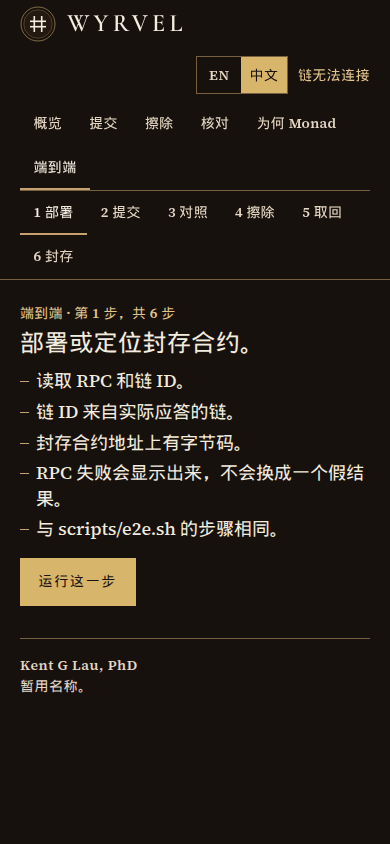 WYRVEL
EN 中文 链无法连接
概览 提交 擦除 核对 为何 Monad
端到端
1 部署 2 提交 3 对照 4 擦除 5 取回
6 封存
端到端 · 第 1 步，共 6 步
部署或定位封存合约。
– 读取 RPC 和链 ID。
– 链 ID 来自实际应答的链。
– 封存合约地址上有字节码。
– RPC 失败会显示出来，不会换成一个假结
果。
– 与 scripts/e2e.sh 的步骤相同。
运行这一步
Kent G Lau, PhD
暂用名称。